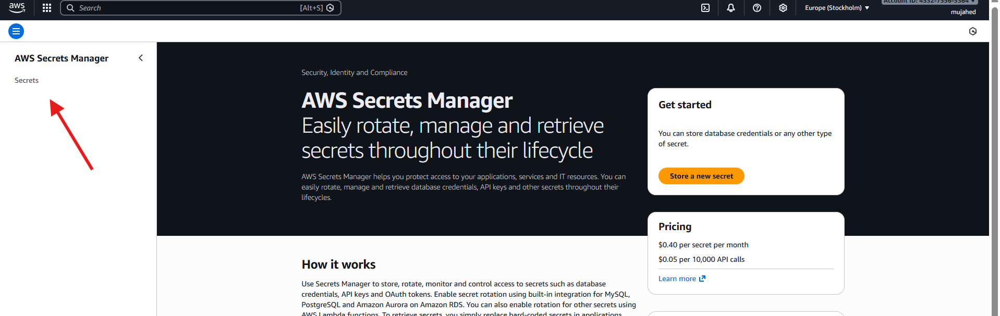 aws
Search
[Alt+S]
Europe (Stockholm)
Account ID: 4532-7556-5364
mujahed
AWS Secrets Manager
Secrets
Security, Identity and Compliance
AWS Secrets Manager
Easily rotate, manage and retrieve
secrets throughout their lifecycle
AWS Secrets Manager helps you protect access to your applications, services and IT resources. You can
easily rotate, manage and retrieve database credentials, API keys and other secrets throughout their
lifecycles.
Get started
You can store database credentials or any other type
of secret.
Store a new secret
Pricing
$0.40 per secret per month
$0.05 per 10,000 API calls
Learn more
How it works
Use Secrets Manager to store, rotate, monitor and control access to secrets such as database
credentials, API keys and OAuth tokens. Enable secret rotation using built-in integration for MySQL,
PostgreSQL and Amazon Aurora on Amazon RDS. You can also enable rotation for other secrets using
AWS Lambda functions. To retrieve secrets, you simply replace hard-coded secrets in applications